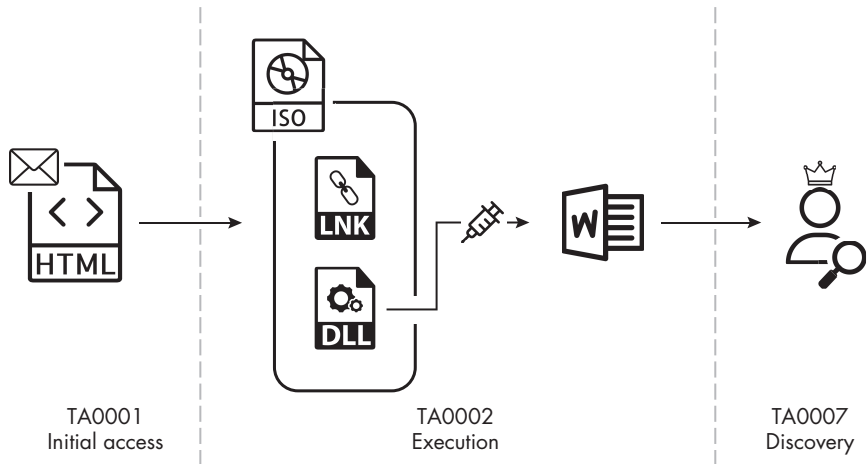 ISO
LNK
HTML
W
DLL
TA0001
Initial access
TA0002
Execution
TA0007
Discovery